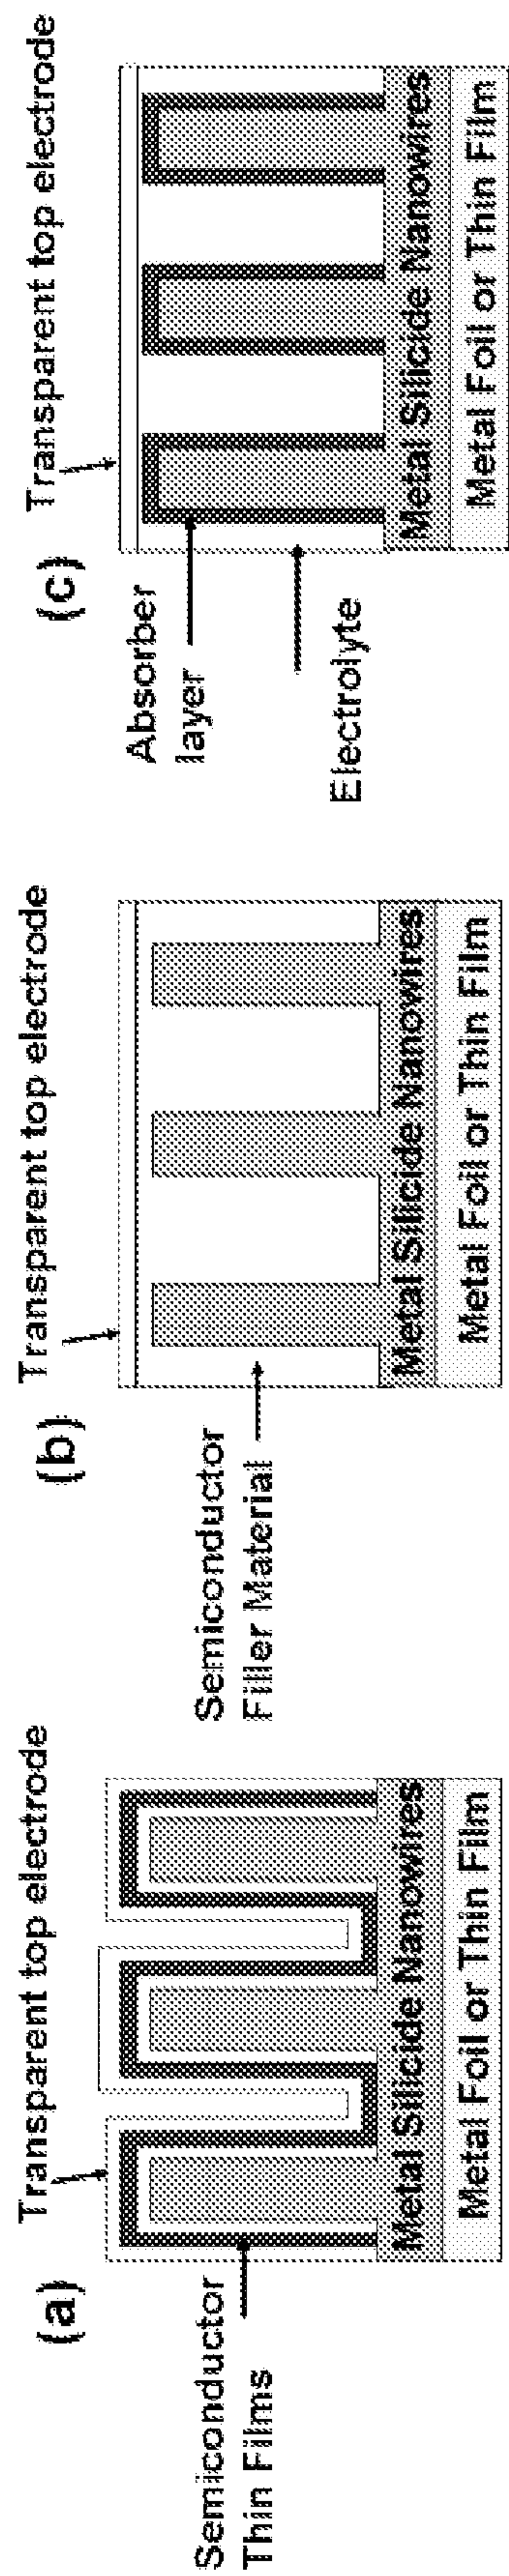 (a)
Transparent top electrode
Semiconductor
Thin Films
Metal Silicide Nanowires
Metal Foil or Thin Film
(b)
Transparent top electrode
Semiconductor
Filler Material
Metal Silicide Nanowires
Metal Foil or Thin Film
(c)
Transparent top electrode
Absorber
layer
Electrolyte
Metal Silicide Nanowires
Metal Foil or Thin Film